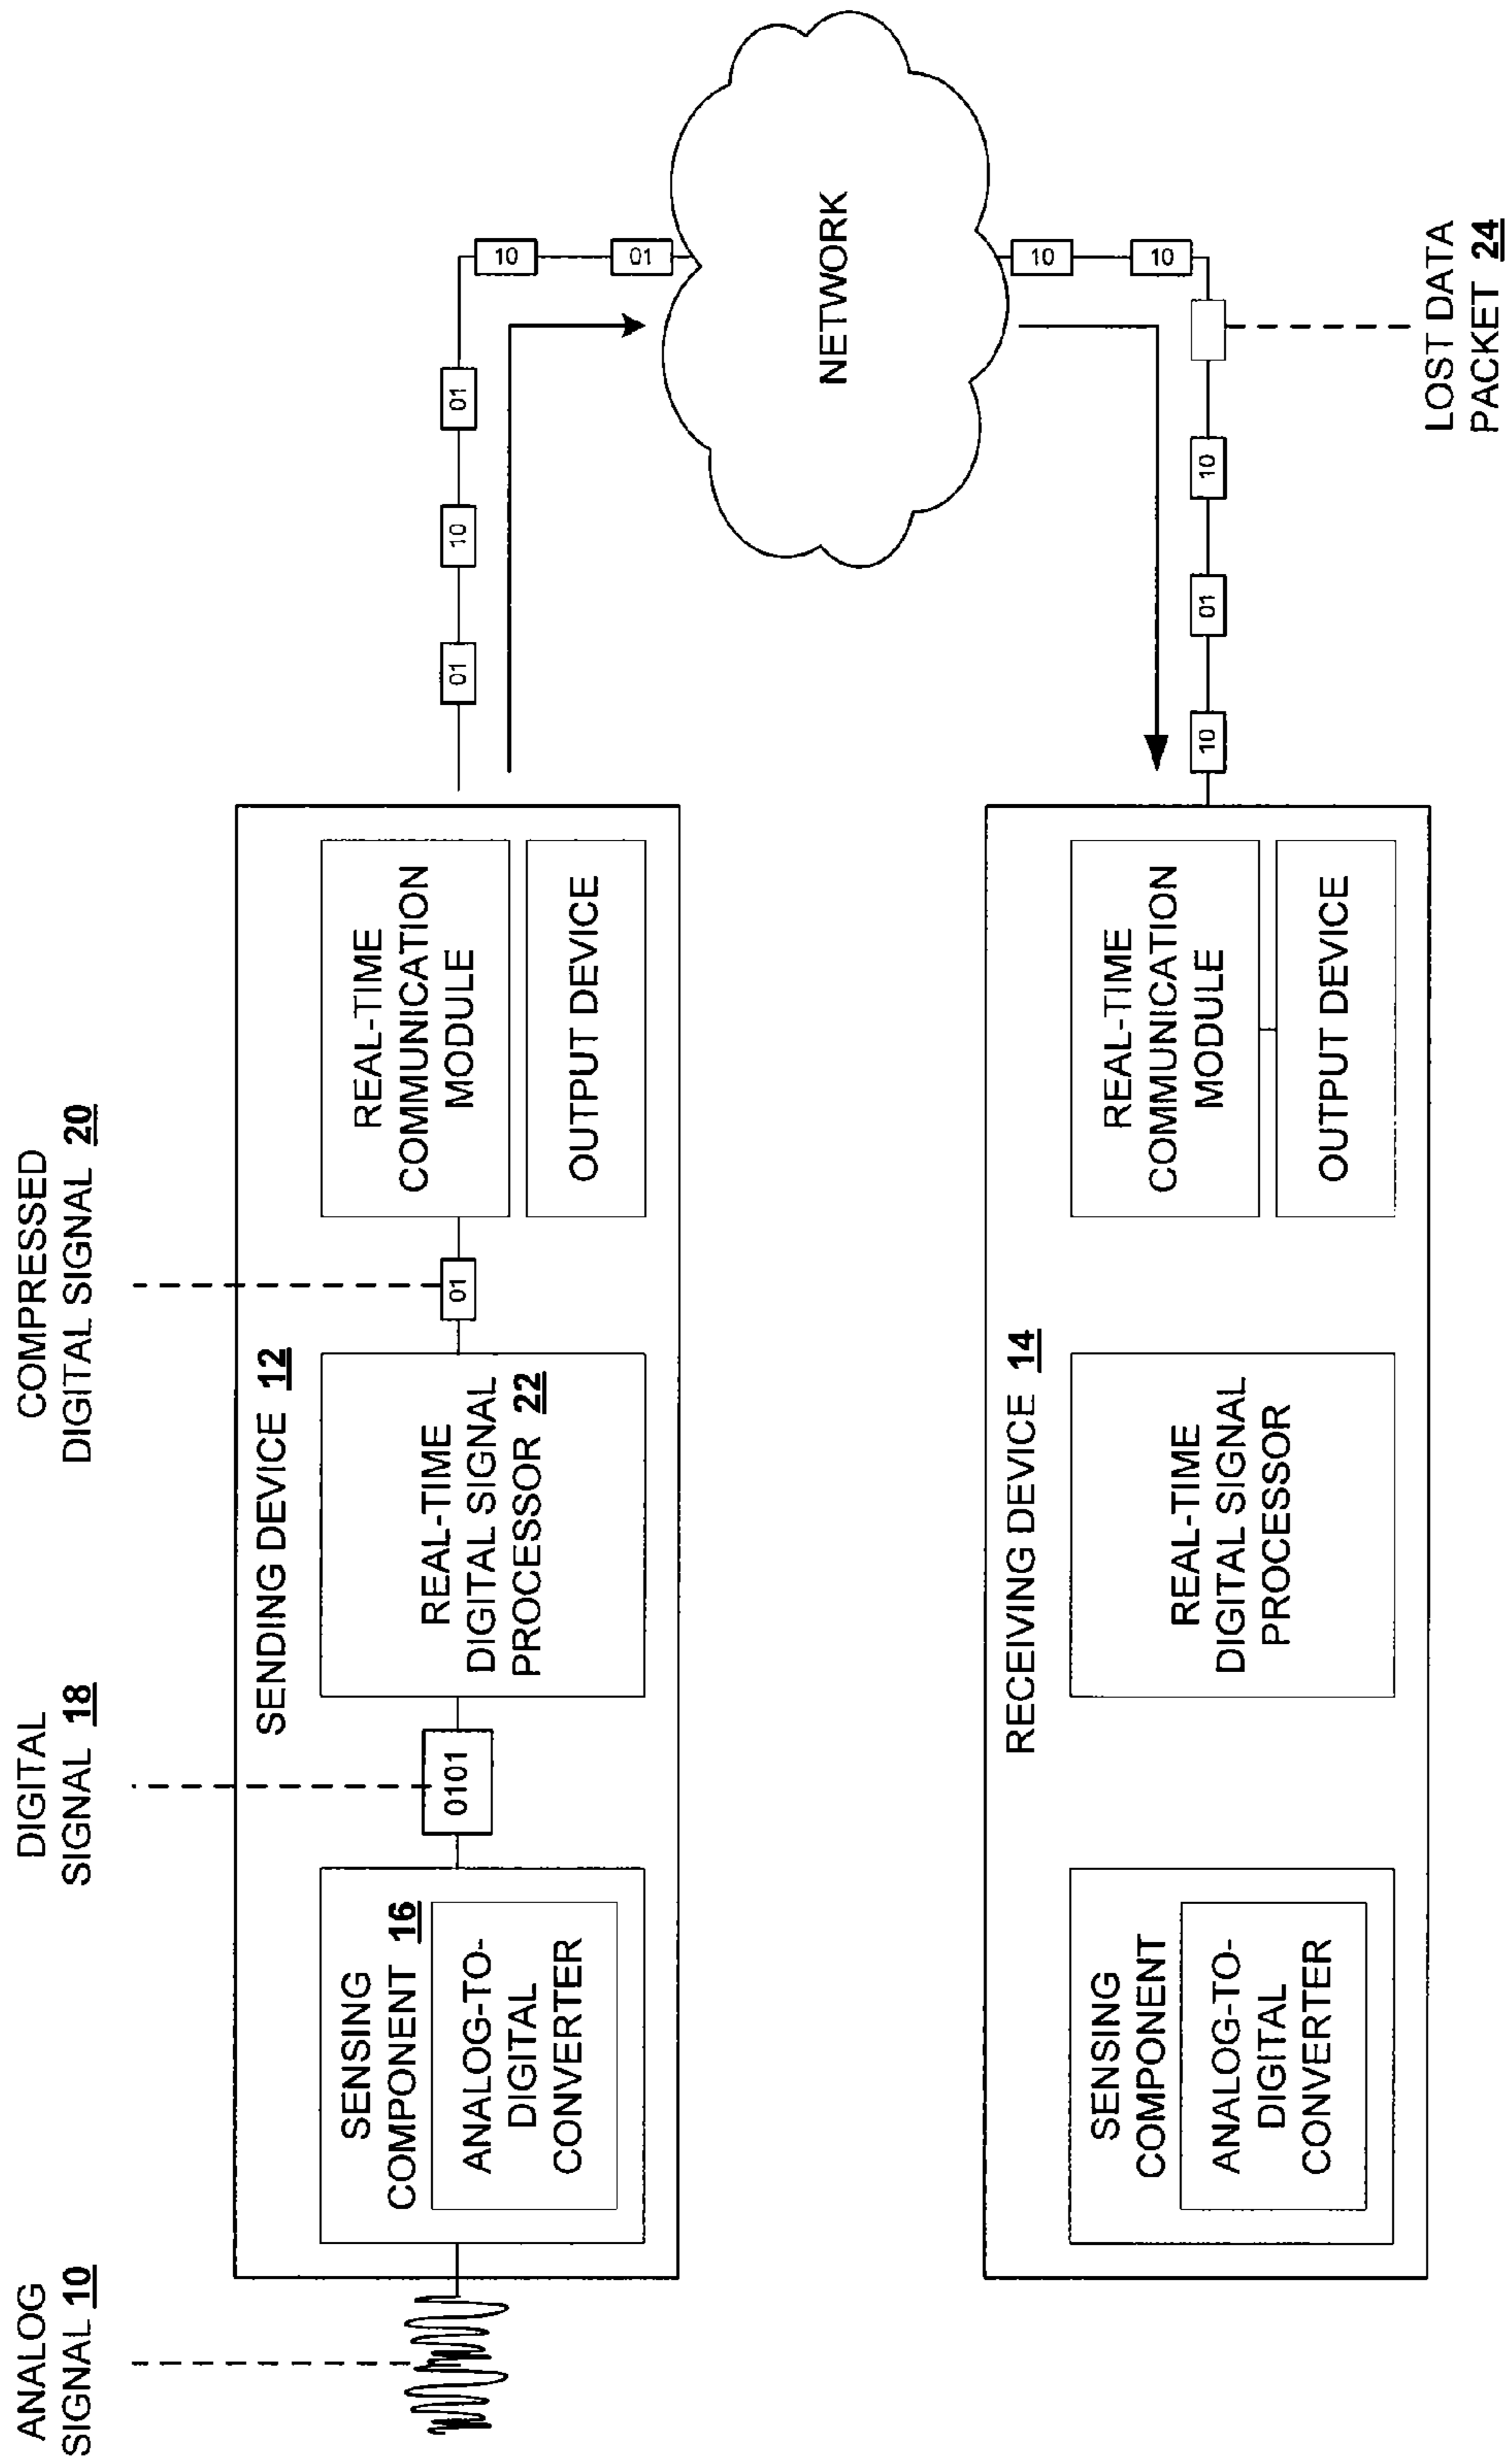 ANALOG
SIGNAL 10
DIGITAL
SIGNAL 18
COMPRESSED
DIGITAL SIGNAL 20
SENDING DEVICE 12
SENSING
COMPONENT 16
ANALOG-TO-
DIGITAL
CONVERTER
0101
REAL-TIME
DIGITAL SIGNAL
PROCESSOR 22
01
REAL-TIME
COMMUNICATION
MODULE
OUTPUT DEVICE
01
10
01
10
01
NETWORK
10
10
10
01
10
LOST DATA
PACKET 24
RECEIVING DEVICE 14
SENSING
COMPONENT
ANALOG-TO-
DIGITAL
CONVERTER
REAL-TIME
DIGITAL SIGNAL
PROCESSOR
REAL-TIME
COMMUNICATION
MODULE
OUTPUT DEVICE